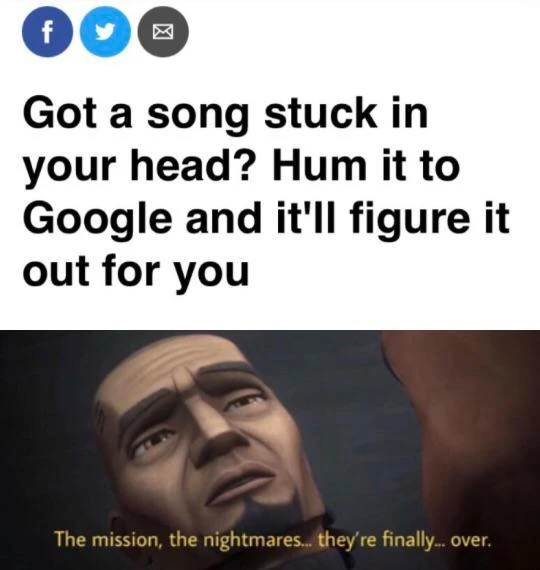 f
Got a song stuck in
your head? Hum it to
Google and it'll figure it
out for you
The mission, the nightmares... they're finally... over.